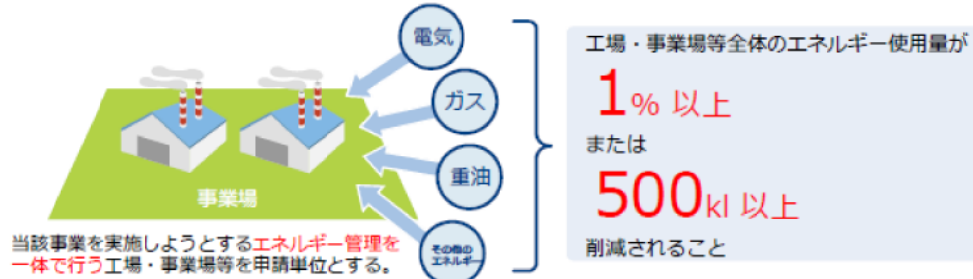 電気
ガス
重油
その他の
エネルギー
事業場
当該事業を実施しようとするエネルギー管理を
一体で行う工場・事業場等を申請単位とする。
工場・事業場等全体のエネルギー使用量が
1% 以上
または
500kl 以上
削減されること